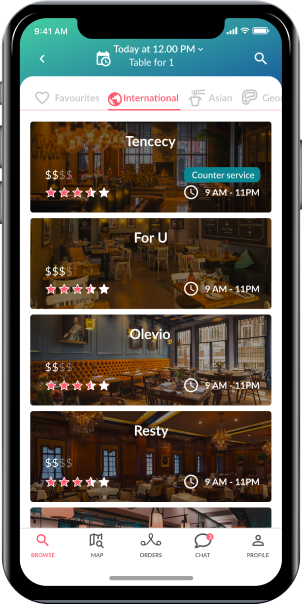 9:41 AM
Today at 12.00 PM
Table for 1
Favourites International Asian Geor
Tencecy
$$$$ Counter service
9 AM - 11PM
For U
$$$$
9 AM - 11PM
Olevio
$$$$
9 AM - 11PM
Resty
$$$$
9 AM - 11PM
BROWSE MAP ORDERS CHAT PROFILE